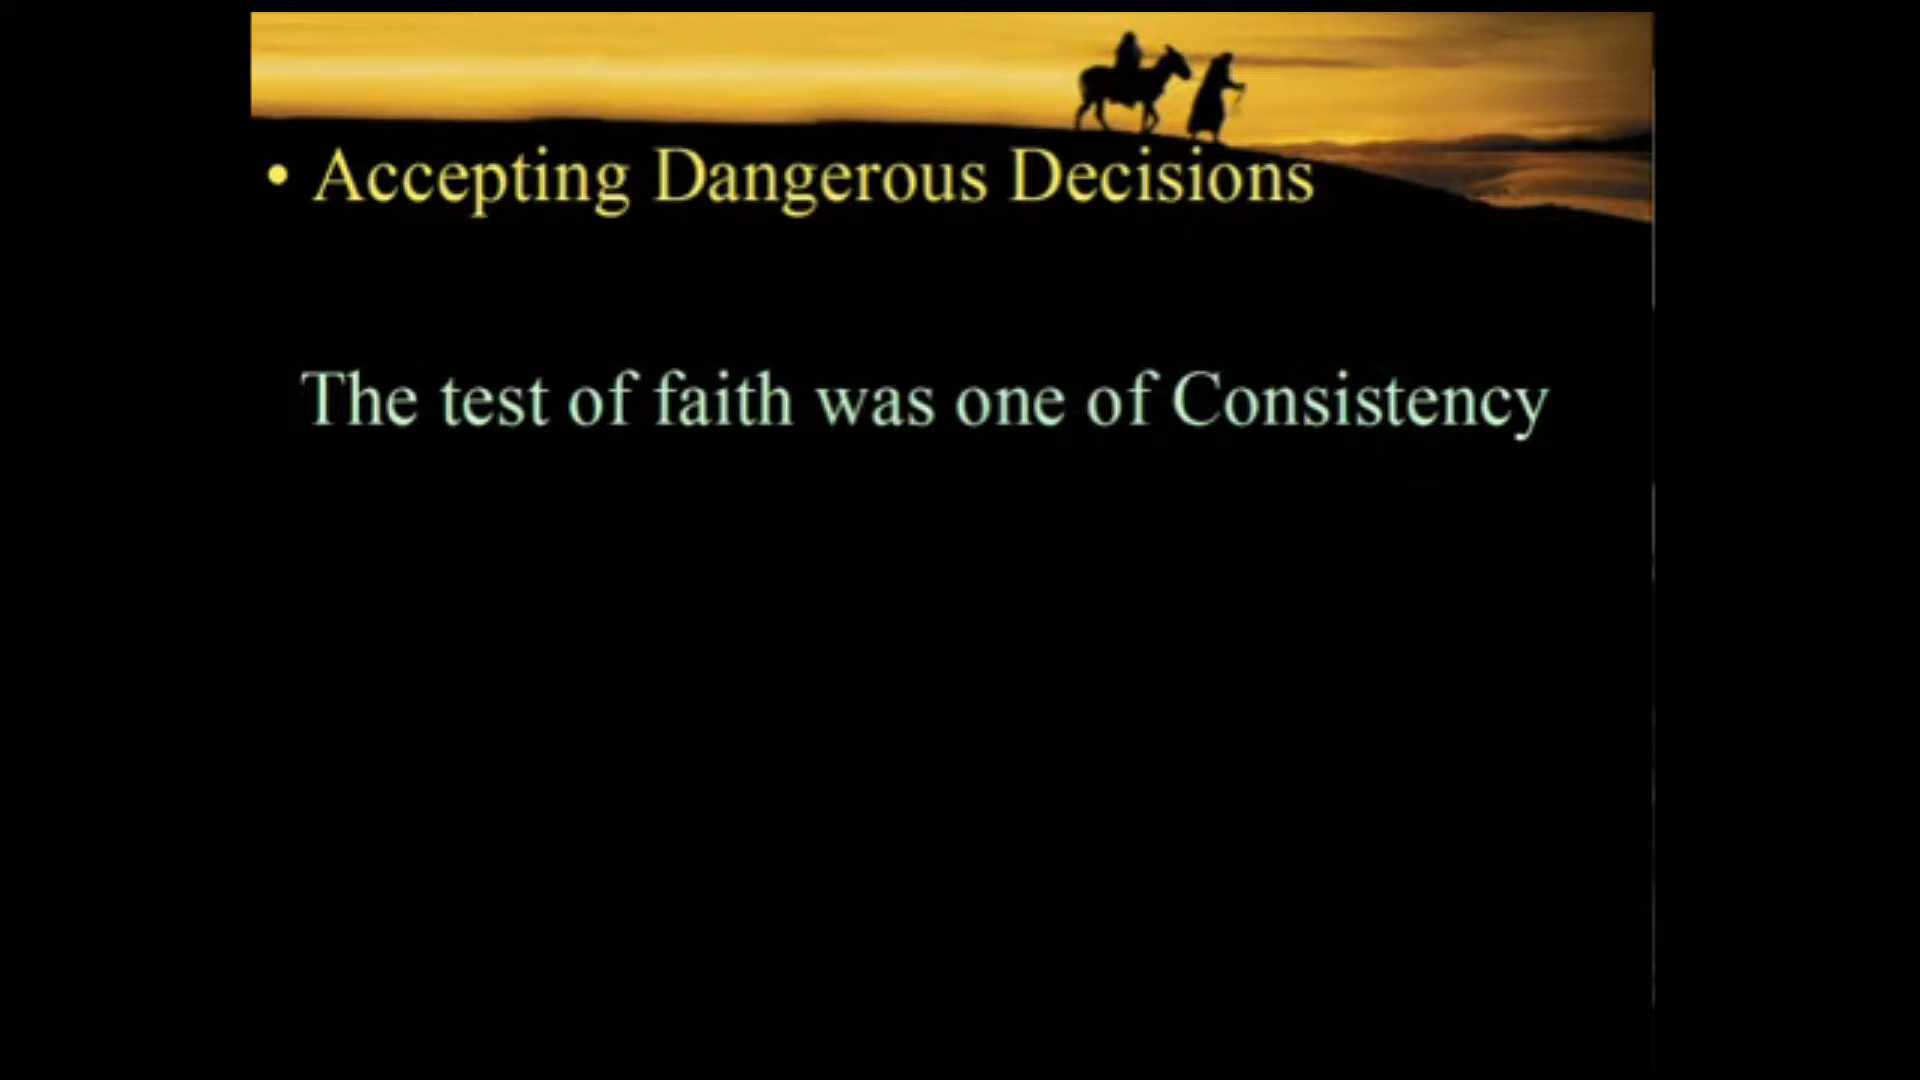 • Accepting Dangerous Decisions
The test of faith was one of Consistency